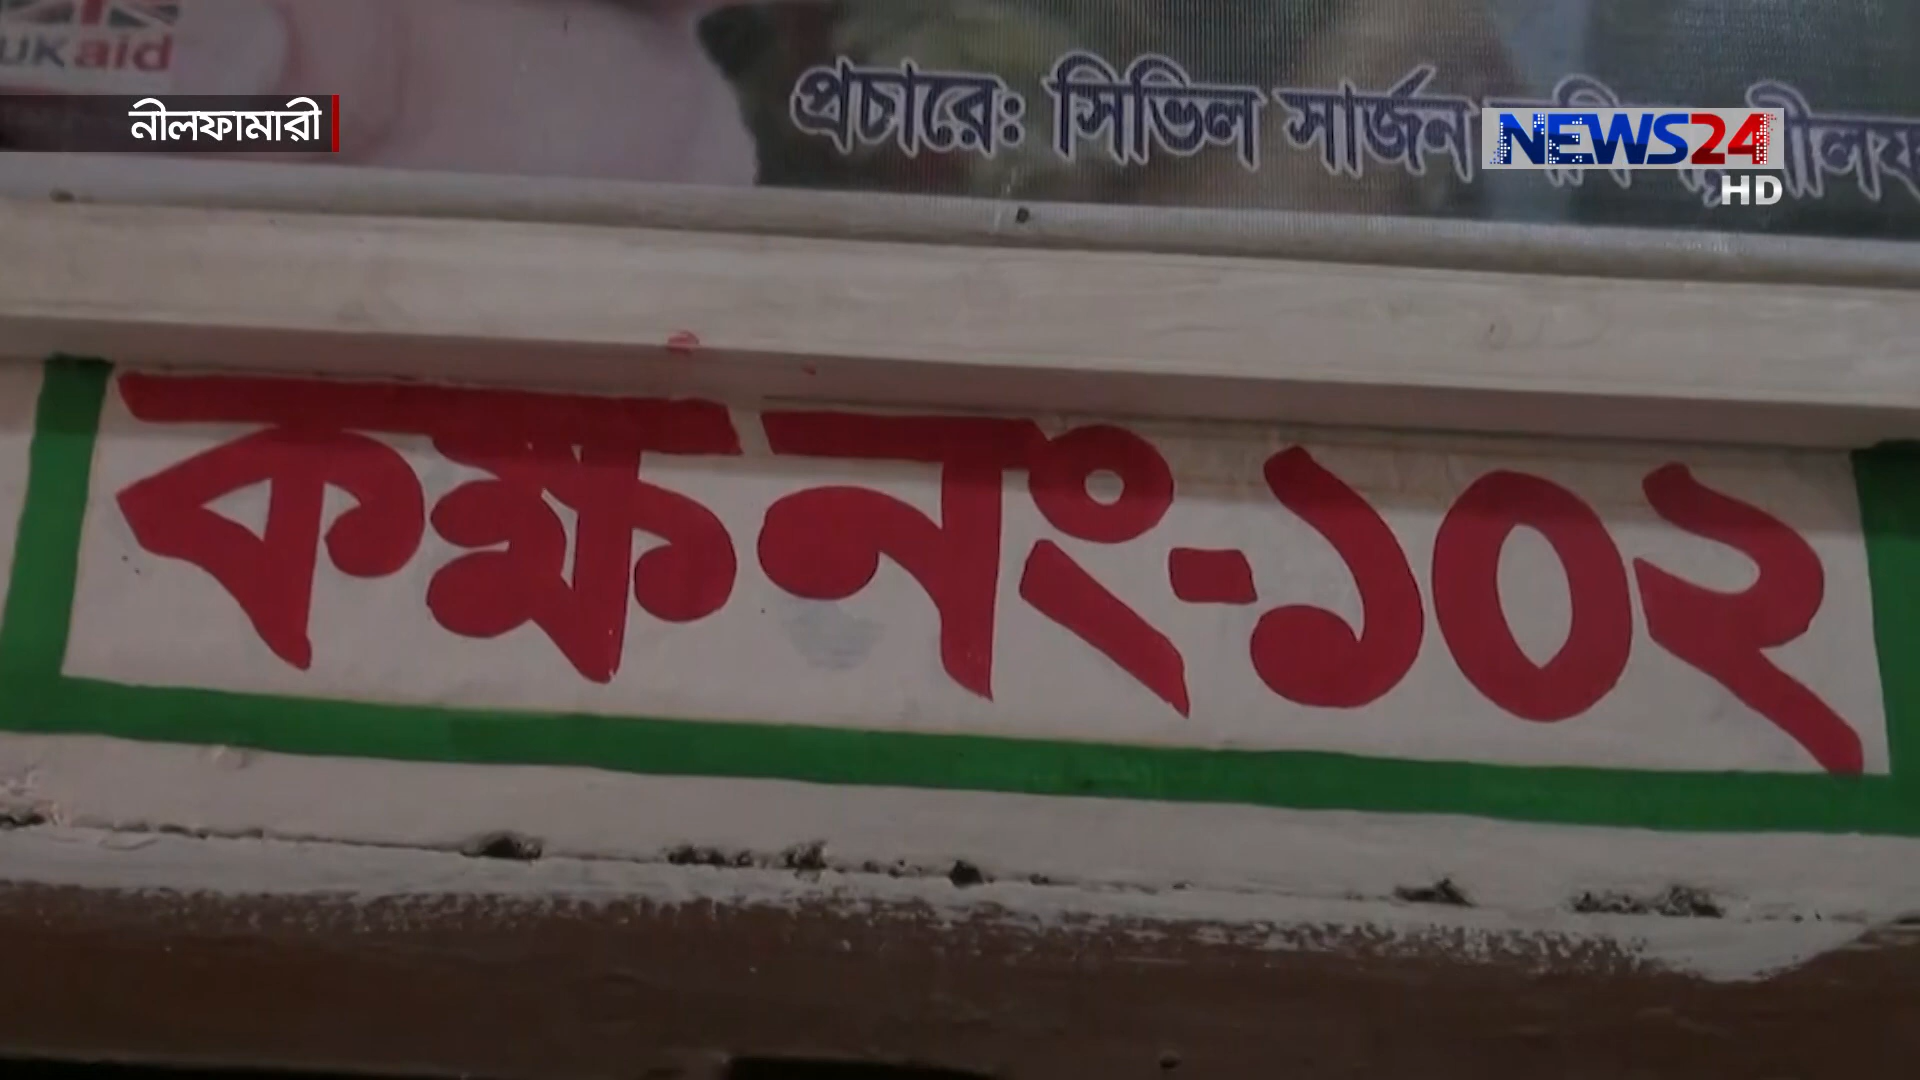 UKaid
নীলফামারী
প্রচারে: সিভিল সার্জন
NEWS24
HD
কক্ষ নং-১০২